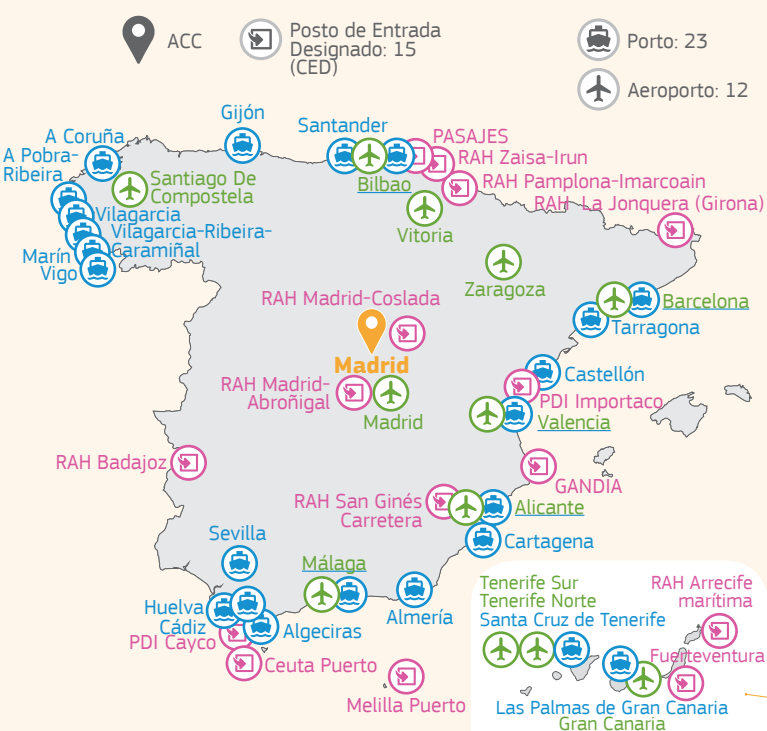 ACC
Posto de Entrada
Designado: 15
(CED)
Porto: 23
Aeroporto: 12
Gijón
Santander
A Coruña
PASAJES
A Pobra-
Ribeira
RAH Zaisa-Irun
Santiago De
Compostela
Bilbao
RAH Pamplona-Imarcoain
RAH La Jonquera (Girona)
Vilagarcia
Vilagarcia-Ribeira-
Caramiñal
Vitoria
Marín
Vigo
Zaragoza
RAH Madrid-Coslada
Barcelona
Tarragona
Madrid
Castellón
RAH Madrid-
Abroñigal
PDI Importaco
Madrid
Valencia
RAH Badajoz
GANDIA
RAH San Ginés
Carretera
Alicante
Sevilla
Cartagena
Málaga
Tenerife Sur
Tenerife Norte
RAH Arrecife
marítima
Huelva
Cádiz
Almería
Santa Cruz de Tenerife
Algeciras
PDI Cayco
Fuerteventura
Ceuta Puerto
Melilla Puerto
Las Palmas de Gran Canaria
Gran Canaria